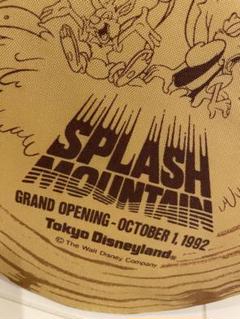 SPLASH
MOUNTAIN
GRAND OPENING-OCTOBER 1, 1992
Tokyo Disneyland®
© The Walt Disney Company